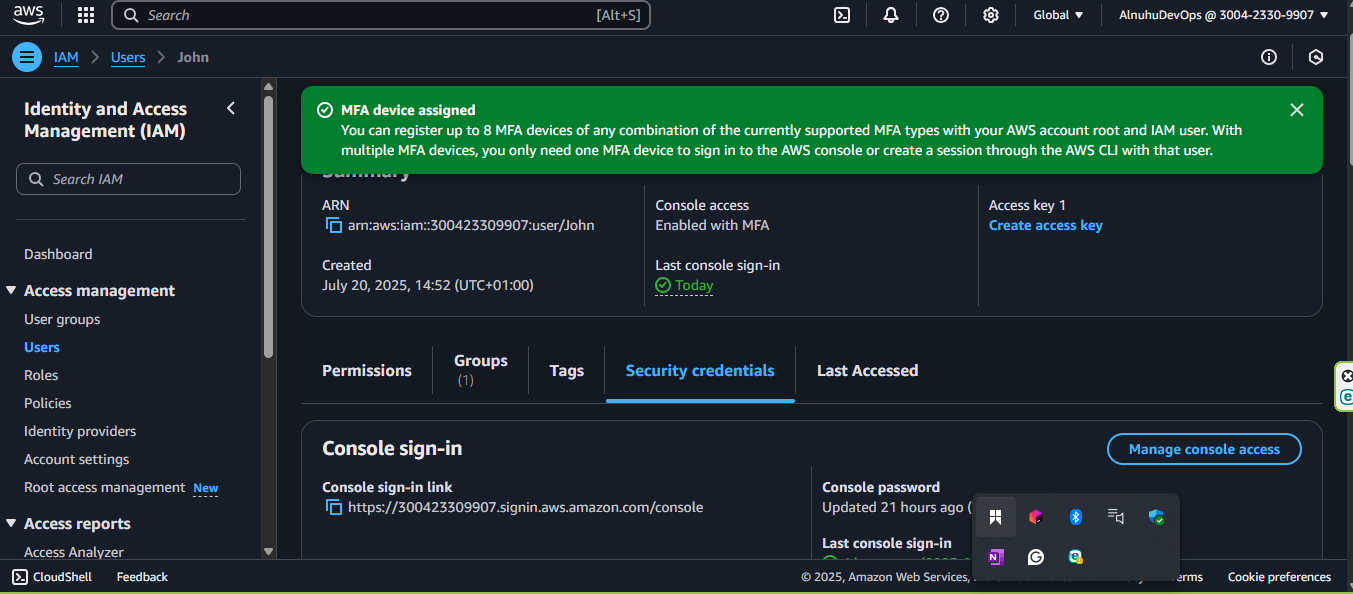 aws
Search [Alt+S]
Global
AlnuhuDevOps @ 3004-2330-9907
IAM
Users
John
Identity and Access
Management (IAM)
Search IAM
Dashboard
Access management
User groups
Users
Roles
Policies
Identity providers
Account settings
Root access management New
Access reports
Access Analyzer
MFA device assigned
You can register up to 8 MFA devices of any combination of the currently supported MFA types with your AWS account root and IAM user. With
multiple MFA devices, you only need one MFA device to sign in to the AWS console or create a session through the AWS CLI with that user.
Summary
ARN
arn:aws:iam::300423309907:user/John
Created
July 20, 2025, 14:52 (UTC+01:00)
Console access
Enabled with MFA
Last console sign-in
Today
Access key 1
Create access key
Permissions
Groups
(1)
Tags
Security credentials
Last Accessed
Console sign-in
Manage console access
Console sign-in link
https://300423309907.signin.aws.amazon.com/console
Console password
Updated 21 hours ago (
Last console sign-in
CloudShell
Feedback
© 2025, Amazon Web Services,
Cookie preferences